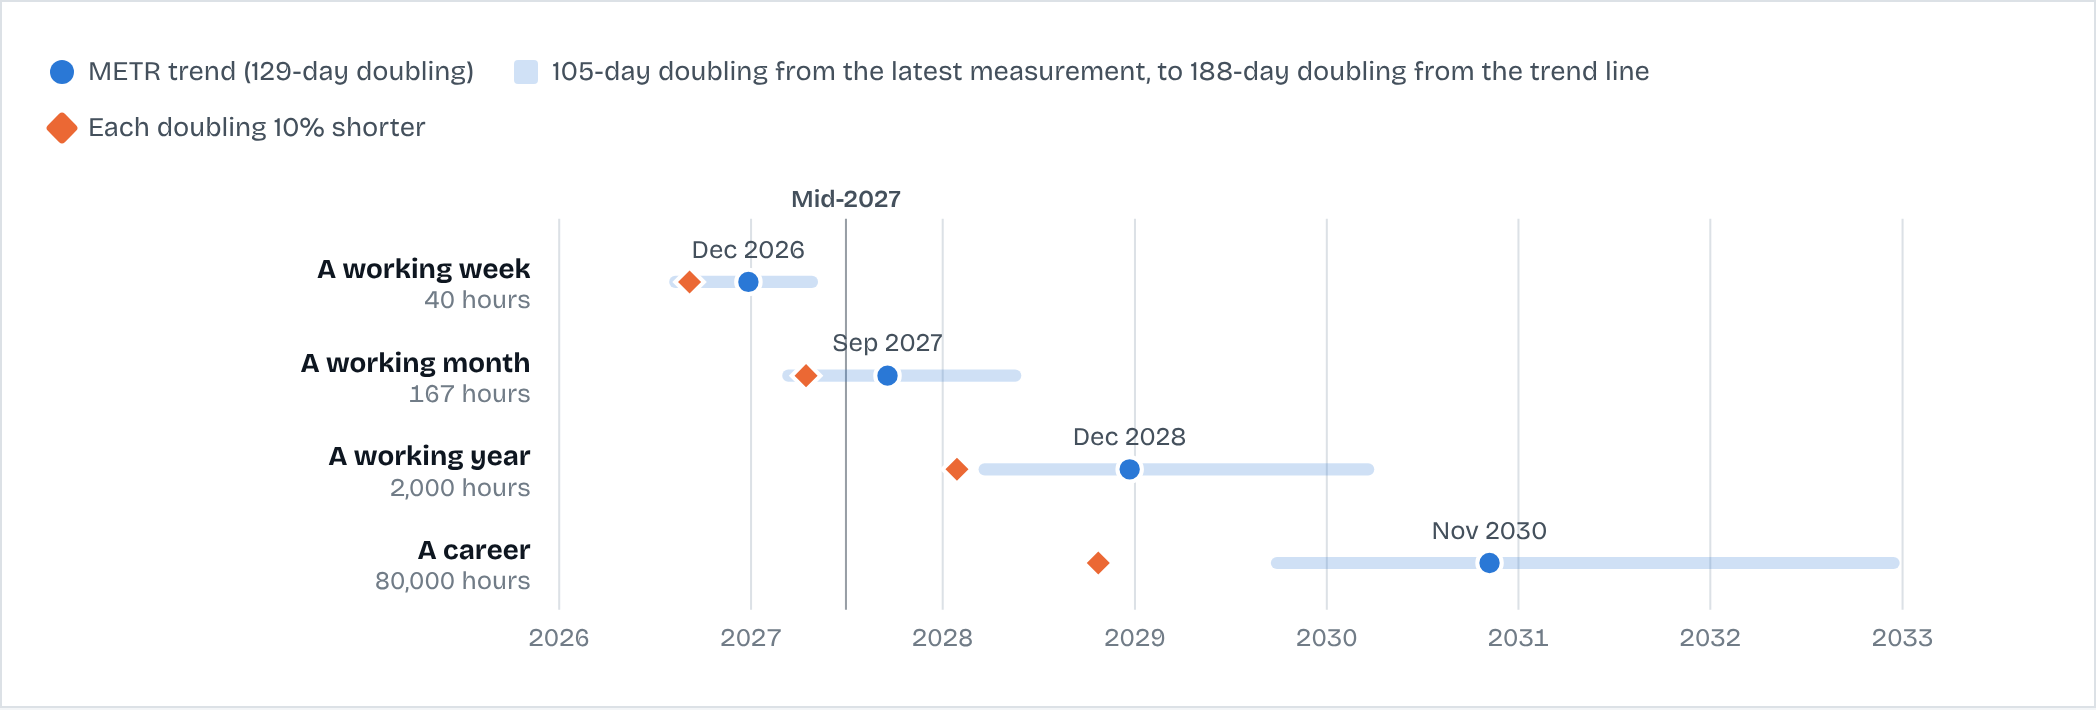 METR trend (129-day doubling)
105-day doubling from the latest measurement, to 188-day doubling from the trend line
Each doubling 10% shorter
Mid-2027
Dec 2026
A working week
40 hours
Sep 2027
A working month
167 hours
Dec 2028
A working year
2,000 hours
Nov 2030
A career
80,000 hours
2026 2027 2028 2029 2030 2031 2032 2033